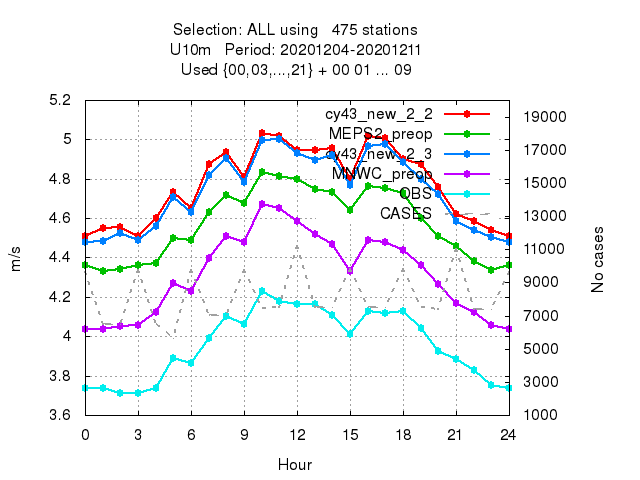 Selection: ALL using   475 stations
U10m   Period: 20201204-20201211
Used {00,03,...,21} + 00 01 ... 09
cy43_new_2_2
MEPS2_preop
cy43_new_2_3
MNWC_preop
OBS
CASES
5.2
5
4.8
4.6
4.4
4.2
4
3.8
3.6
m/s
19000
17000
15000
13000
11000
9000
7000
5000
3000
1000
No cases
0 3 6 9 12 15 18 21 24
Hour